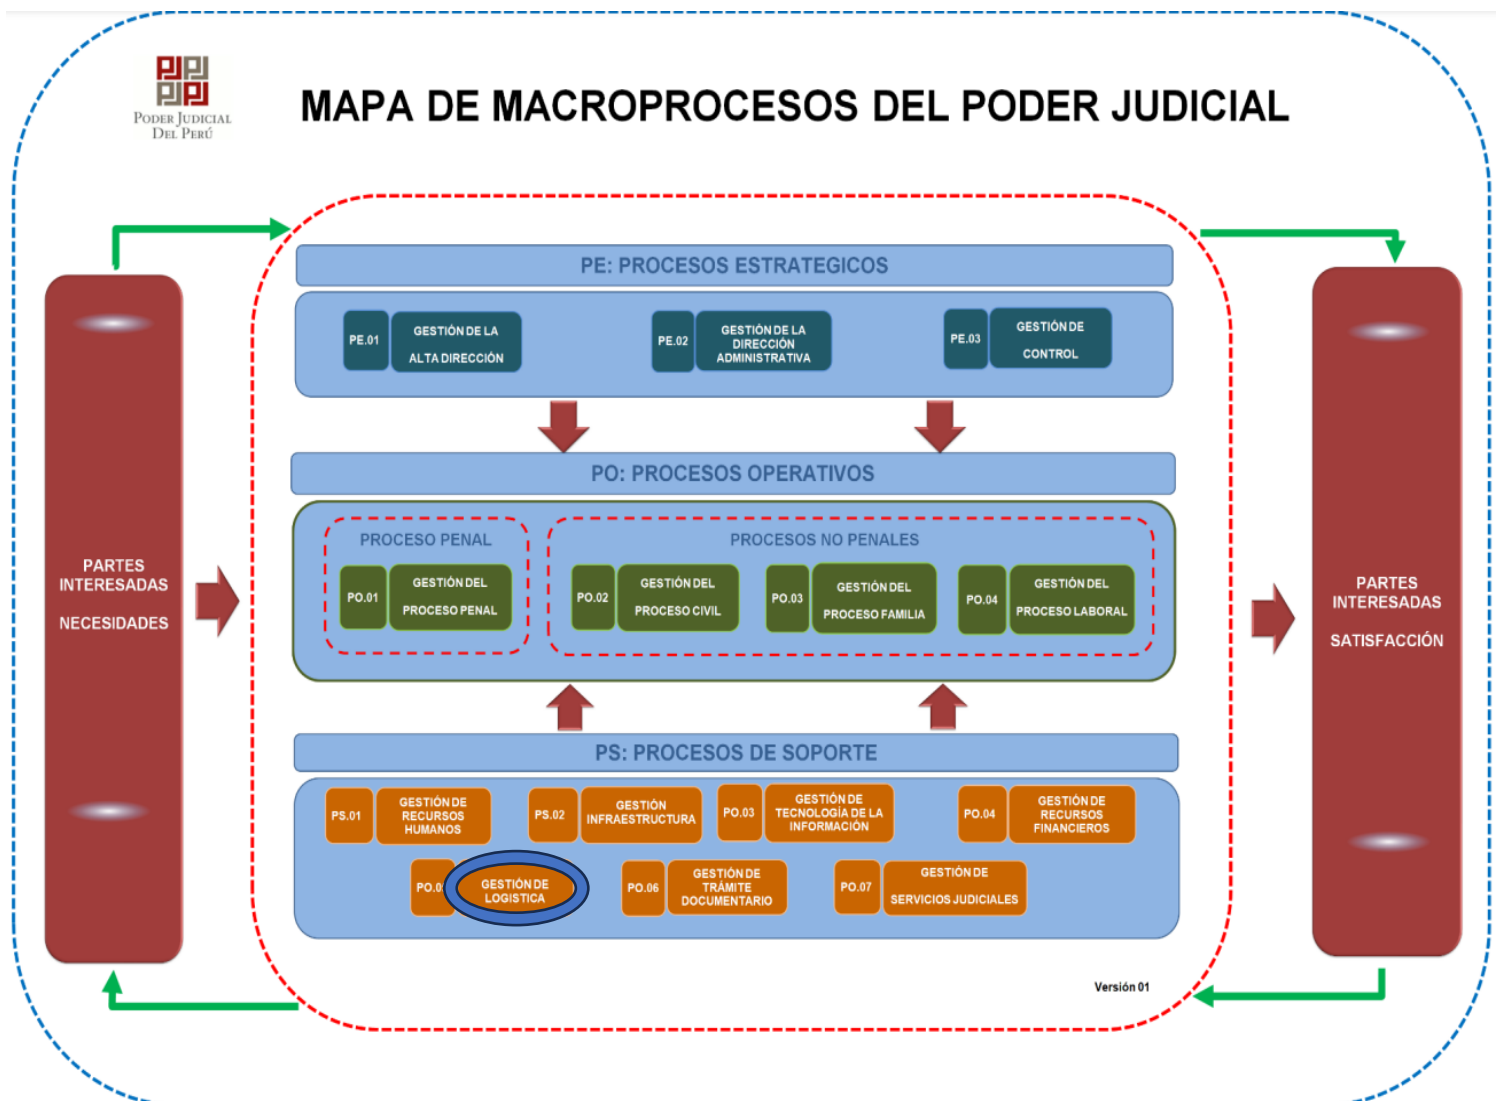 PODER JUDICIAL
DEL PERÚ
MAPA DE MACROPROCESOS DEL PODER JUDICIAL
PARTES
INTERESADAS
NECESIDADES
PE: PROCESOS ESTRATEGICOS
PE.01
GESTIÓN DE LA
ALTA DIRECCIÓN
PE.02
GESTIÓN DE LA
DIRECCIÓN
ADMINISTRATIVA
PE.03
GESTIÓN DE
CONTROL
PO: PROCESOS OPERATIVOS
PROCESO PENAL
PO.01
GESTIÓN DEL
PROCESO PENAL
PROCESOS NO PENALES
PO.02
GESTIÓN DEL
PROCESO CIVIL
PO.03
GESTIÓN DEL
PROCESO FAMILIA
PO.04
GESTIÓN DEL
PROCESO LABORAL
PS: PROCESOS DE SOPORTE
PS.01
GESTIÓN DE
RECURSOS
HUMANOS
PS.02
GESTIÓN
INFRAESTRUCTURA
PO.03
GESTIÓN DE
TECNOLOGÍA DE LA
INFORMACIÓN
PO.04
GESTIÓN DE
RECURSOS
FINANCIEROS
GESTIÓN DE
LOGISTICA
PO.06
GESTIÓN DE
TRÁMITE
DOCUMENTARIO
PO.07
GESTIÓN DE
SERVICIOS JUDICIALES
Versión 01
PARTES
INTERESADAS
SATISFACCIÓN